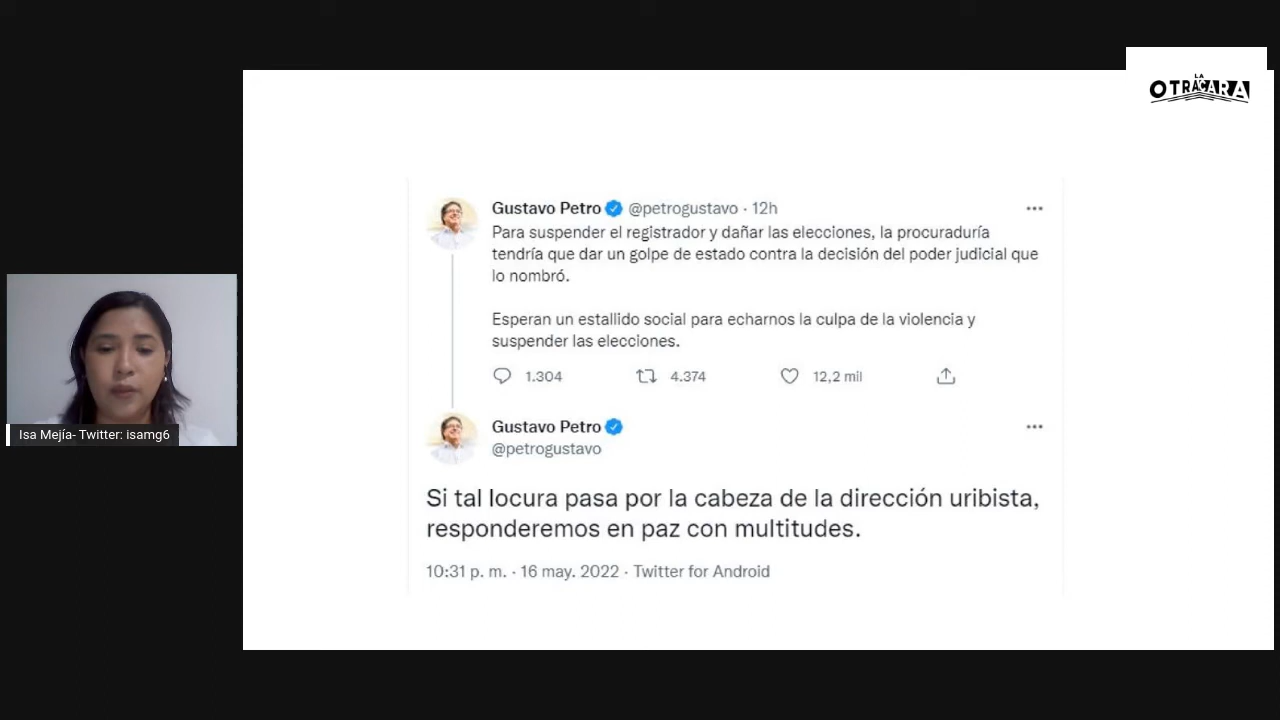 LA
OTRACARA
Gustavo Petro @petrogustavo · 12h
Para suspender el registrador y dañar las elecciones, la procuraduría
tendría que dar un golpe de estado contra la decisión del poder judicial que
lo nombró.
Esperan un estallido social para echarnos la culpa de la violencia y
suspender las elecciones.
1.304 4.374 12,2 mil
Gustavo Petro
@petrogustavo
Si tal locura pasa por la cabeza de la dirección uribista,
responderemos en paz con multitudes.
10:31 p. m. · 16 may. 2022 · Twitter for Android
Isa Mejía- Twitter: isamg6